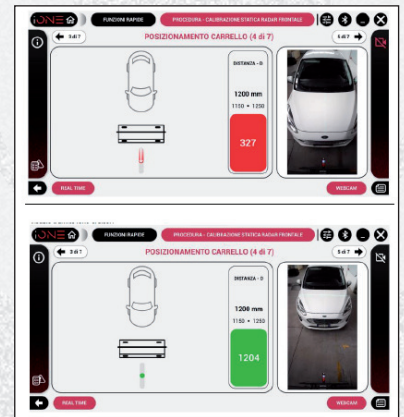 iONE
FUNZIONI RAPIDE
PROCEDURA - CALIBRAZIONE STATICA RADAR FRONTALE
3 di 7
POSIZIONAMENTO CARRELLO (4 di 7)
5 di 7
DISTANZA - D
1200 mm
1150 • 1250
327
REAL TIME
WEBCAM
iONE
FUNZIONI RAPIDE
PROCEDURA - CALIBRAZIONE STATICA RADAR FRONTALE
3 di 7
POSIZIONAMENTO CARRELLO (4 di 7)
5 di 7
DISTANZA - D
1200 mm
1150 • 1250
1204
REAL TIME
WEBCAM